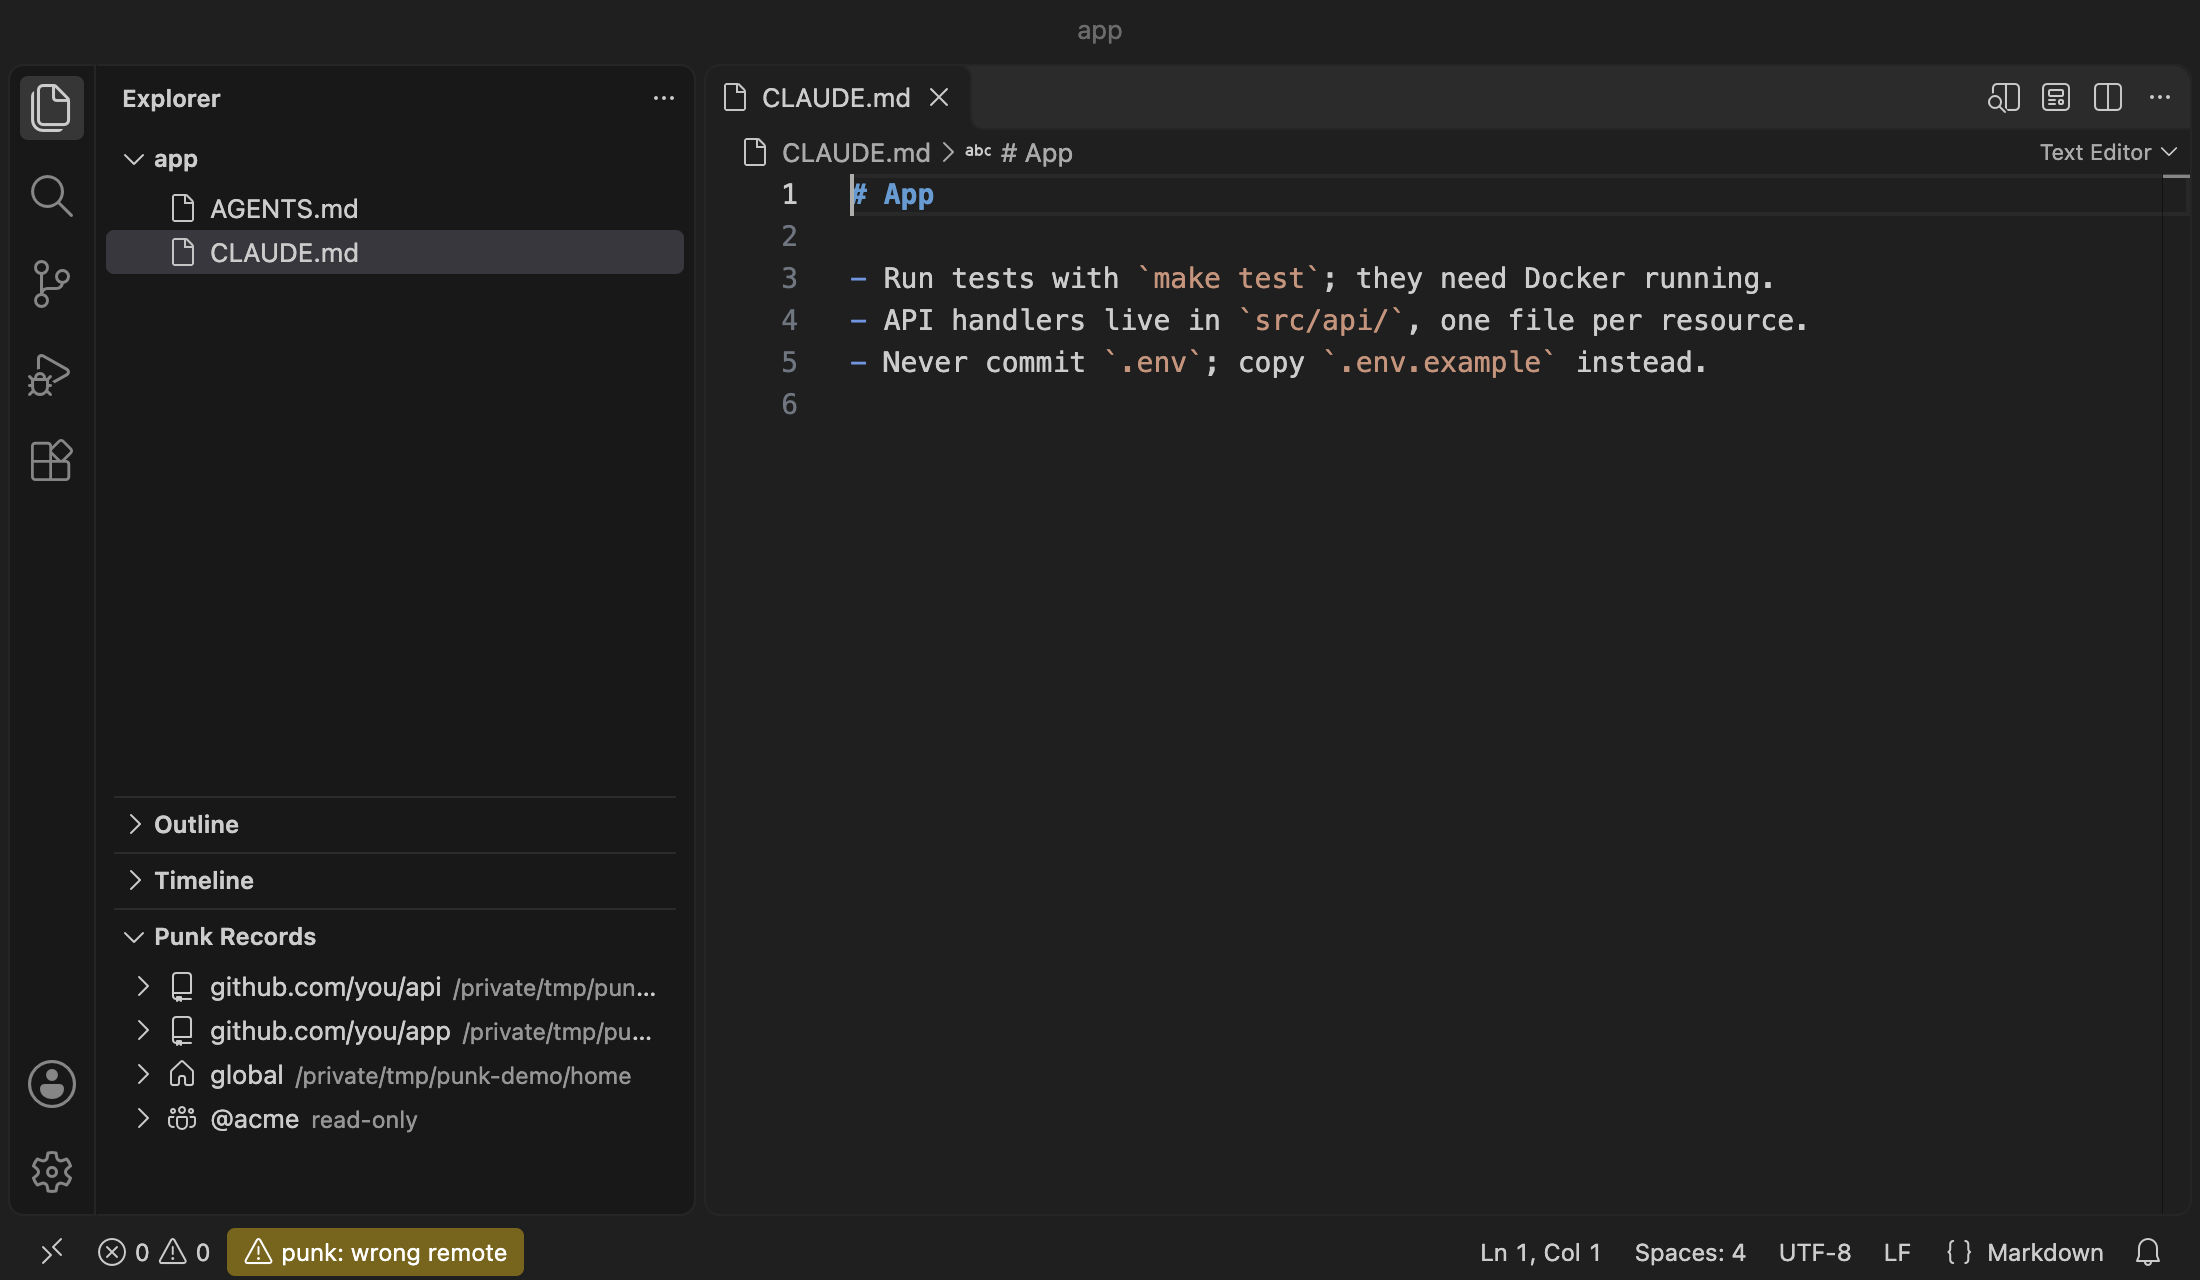 app
Explorer
app
AGENTS.md
CLAUDE.md
Outline
Timeline
Punk Records
github.com/you/api /private/tmp/pun...
github.com/you/app /private/tmp/pu...
global /private/tmp/punk-demo/home
@acme read-only
CLAUDE.md
CLAUDE.md > abc # App
Text Editor
1 # App
2
3 - Run tests with `make test`; they need Docker running.
4 - API handlers live in `src/api/`, one file per resource.
5 - Never commit `.env`; copy `.env.example` instead.
6
0 0 punk: wrong remote
Ln 1, Col 1 Spaces: 4 UTF-8 LF { } Markdown